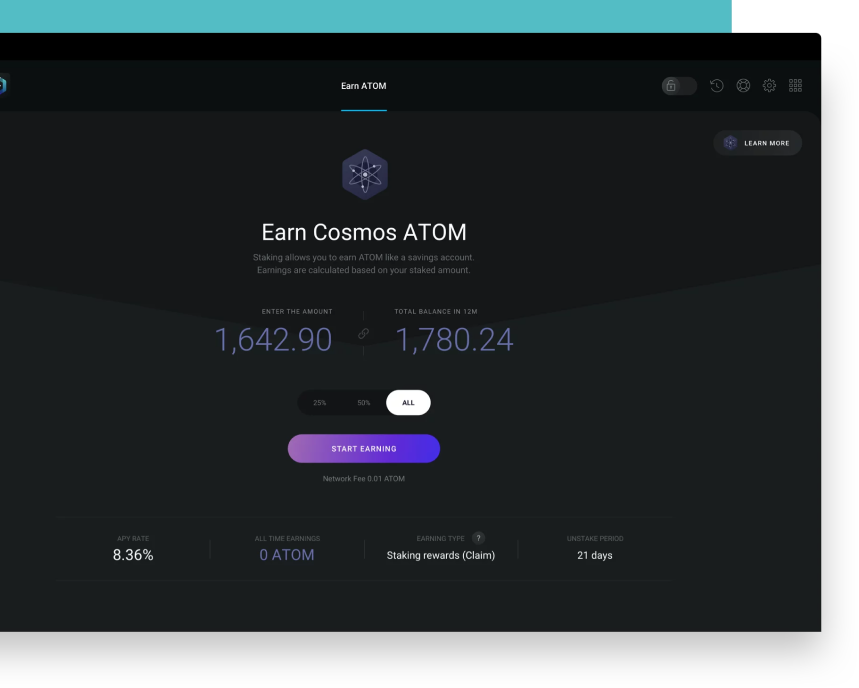 Earn ATOM
LEARN MORE
Earn Cosmos ATOM
Staking allows you to earn ATOM like a savings account.
Earnings are calculated based on your staked amount.
ENTER THE AMOUNT
TOTAL BALANCE IN 12M
1,642.90
1,780.24
25%
50%
ALL
START EARNING
Network Fee 0.01 ATOM
APY RATE
8.36%
ALL TIME EARNINGS
0 ATOM
EARNING TYPE ?
Staking rewards (Claim)
UNSTAKE PERIOD
21 days